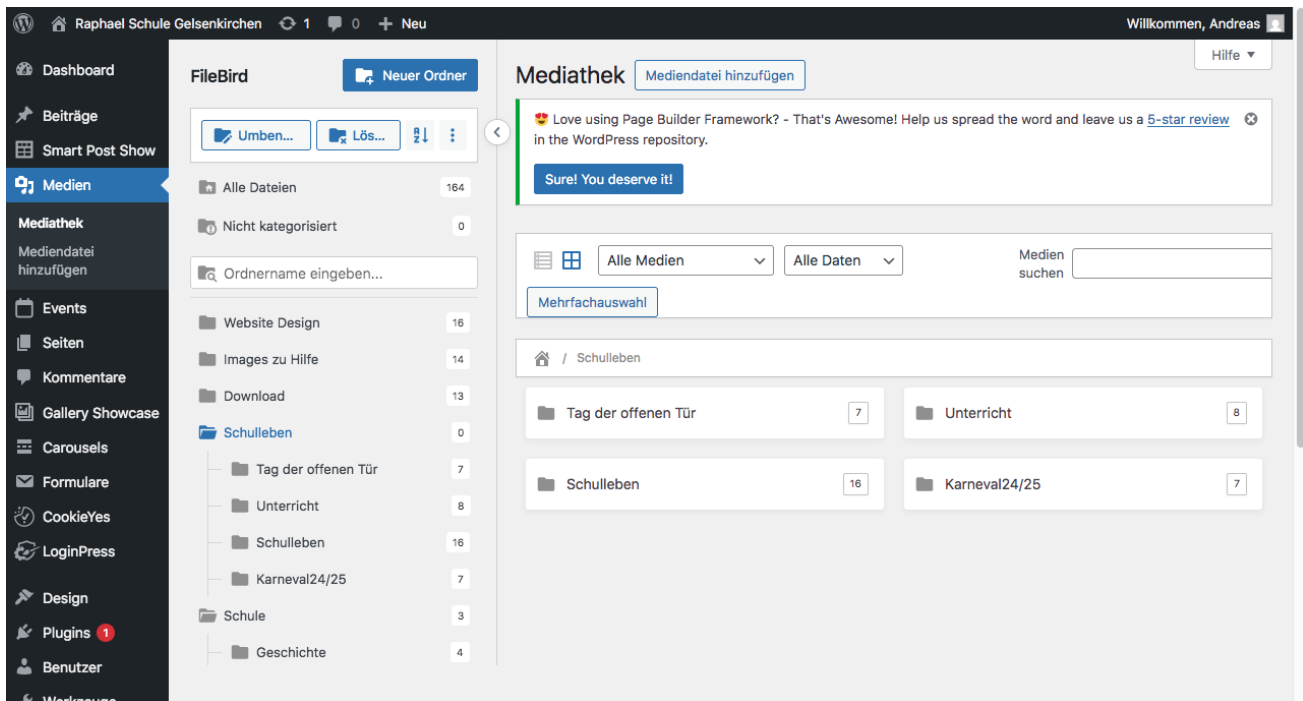 Raphael Schule Gelsenkirchen 1 0 + Neu Willkommen, Andreas
Hilfe
Dashboard
Beiträge
Smart Post Show
Medien
Mediathek
Mediendatei
hinzufügen
Events
Seiten
Kommentare
Gallery Showcase
Carousels
Formulare
CookieYes
LoginPress
Design
Plugins 1
Benutzer
Werkzeuge
FileBird Neuer Ordner
Umben... Lös...
Alle Dateien 164
Nicht kategorisiert 0
Ordnername eingeben...
Website Design 16
Images zu Hilfe 14
Download 13
Schulleben 0
Tag der offenen Tür 7
Unterricht 8
Schulleben 16
Karneval24/25 7
Schule 3
Geschichte 4
Mediathek Mediendatei hinzufügen
😍 Love using Page Builder Framework? - That's Awesome! Help us spread the word and leave us a 5-star review
in the WordPress repository.
Sure! You deserve it!
Alle Medien Alle Daten Medien
suchen
Mehrfachauswahl
/ Schulleben
Tag der offenen Tür 7 Unterricht 8
Schulleben 16 Karneval24/25 7